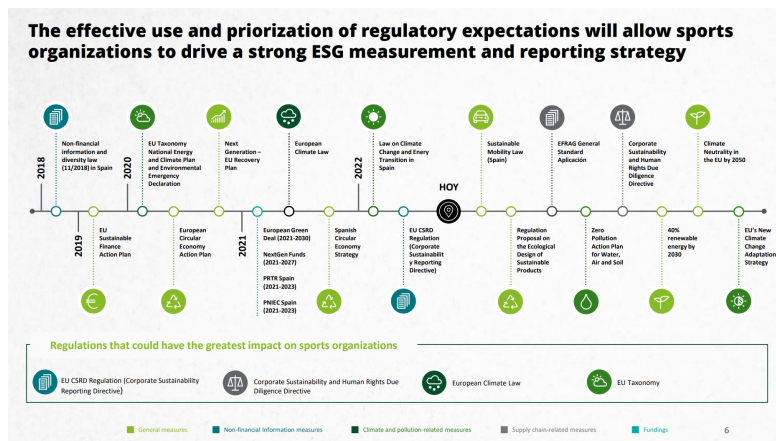 The effective use and priorization of regulatory expectations will allow sports
organizations to drive a strong ESG measurement and reporting strategy
2018
Non-financial
information and
diversity law
(11/2018) in Spain
2020
EU Taxonomy
National Energy
and Climate Plan
and Environmental
Emergency
Declaration
Next
Generation –
EU Recovery
Plan
European
Climate Law
2022
Law on Climate
Change and Enery
Transition in
Spain
HOY
Sustainable
Mobility Law
(Spain)
EFRAG General
Standard
Aplicación
Corporate
Sustainability
and Human
Rights Due
Diligence
Directive
Climate
Neutrality in
the EU by 2050
2019
EU
Sustainable
Finance
Action Plan
European
Circular
Economy
Action Plan
2021
European Green
Deal (2021-2030)
NextGen Funds
(2021-2027)
PRTR Spain
(2021-2023)
PNIEC Spain
(2021-2023)
Spanish
Circular
Economy
Strategy
EU CSRD
Regulation
(Corporate
Sustainabilit
y Reporting
Directive)
Regulation
Proposal on
the Ecological
Design of
Sustainable
Products
Zero
Pollution
Action Plan
for Water,
Air and Soil
40%
renewable
energy by
2030
EU's New
Climate
Change
Adaptation
Strategy
Regulations that could have the greatest impact on sports organizations
EU CSRD Regulation (Corporate Sustainability
Reporting Directive)
Corporate Sustainability and Human Rights Due
Diligence Directive
European Climate Law
EU Taxonomy
General measures
Non-financial Information measures
Climate and pollution-related measures
Supply chain-related measures
Fundings
6